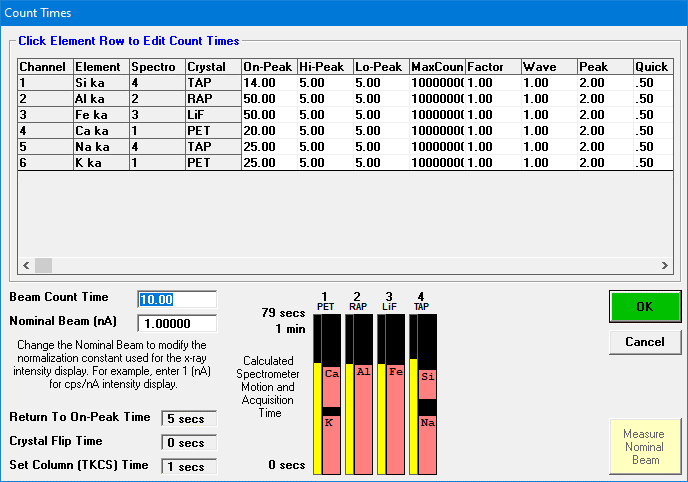 Count Times
Click Element Row to Edit Count Times
Channel Element Spectro Crystal On-Peak Hi-Peak Lo-Peak MaxCoun Factor Wave Peak Quick
1 Si ka 4 TAP 14.00 5.00 5.00 10000000 1.00 1.00 2.00 .50
2 Al ka 2 RAP 50.00 5.00 5.00 10000000 1.00 1.00 2.00 .50
3 Fe ka 3 LiF 50.00 5.00 5.00 10000000 1.00 1.00 2.00 .50
4 Ca ka 1 PET 20.00 5.00 5.00 10000000 1.00 1.00 2.00 .50
5 Na ka 4 TAP 25.00 5.00 5.00 10000000 1.00 1.00 2.00 .50
6 K ka 1 PET 25.00 5.00 5.00 10000000 1.00 1.00 2.00 .50
Beam Count Time 10.00
Nominal Beam (nA) 1.00000
Change the Nominal Beam to modify the
normalization constant used for the x-ray
intensity display. For example, enter 1 (nA)
for cps/nA intensity display.
Return To On-Peak Time 5 secs
Crystal Flip Time 0 secs
Set Column (TKCS) Time 1 secs
79 secs
1 min
Calculated
Spectrometer
Motion and
Acquisition
Time
0 secs
1 2 3 4
PET RAP LiF TAP
Ca Al Fe Si
K Na
OK
Cancel
Measure
Nominal
Beam